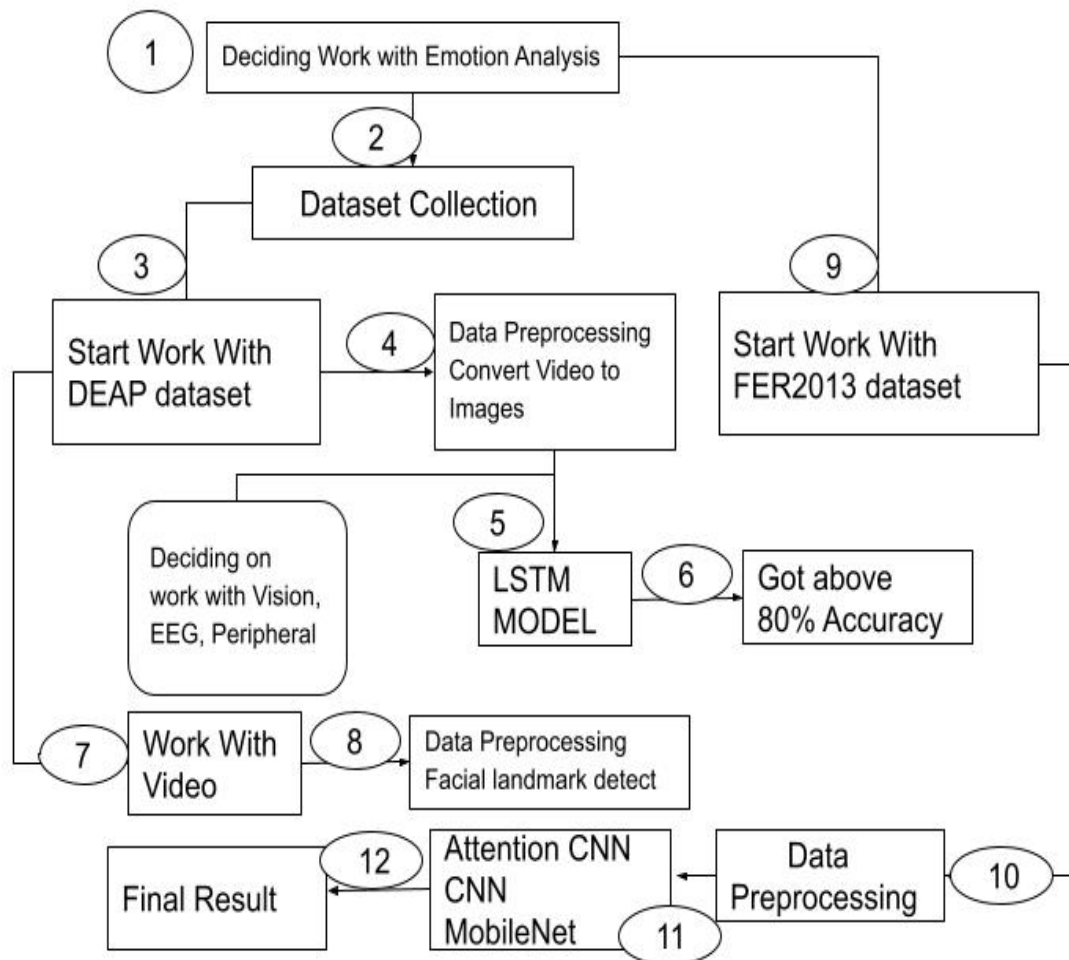 1
Deciding Work with Emotion Analysis
2
Dataset Collection
3
Start Work With
DEAP dataset
4
Data Preprocessing
Convert Video to
Images
9
Start Work With
FER2013 dataset
Deciding on
work with Vision,
EEG, Peripheral
5
LSTM
MODEL
6
Got above
80% Accuracy
7
Work With
Video
8
Data Preprocessing
Facial landmark detect
10
Data
Preprocessing
11
Attention CNN
CNN
MobileNet
12
Final Result